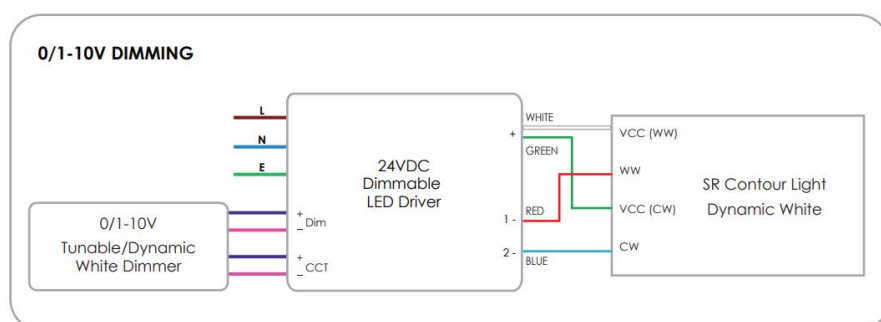 0/1-10V DIMMING
L
N
E
0/1-10V
Tunable/Dynamic
White Dimmer
+
– Dim
+
– CCT
24VDC
Dimmable
LED Driver
+
1 -
2 -
WHITE
GREEN
RED
BLUE
VCC (WW)
WW
VCC (CW)
CW
SR Contour Light
Dynamic White